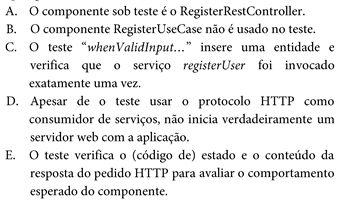 A. O componente sob teste é o RegisterRestController.
B. O componente RegisterUseCase não é usado no teste.
C. O teste “whenValidInput…” insere uma entidade e
verifica que o serviço registerUser foi invocado
exatamente uma vez.
D. Apesar de o teste usar o protocolo HTTP como
consumidor de serviços, não inicia verdadeiramente um
servidor web com a aplicação.
E. O teste verifica o (código de) estado e o conteúdo da
resposta do pedido HTTP para avaliar o comportamento
esperado do componente.